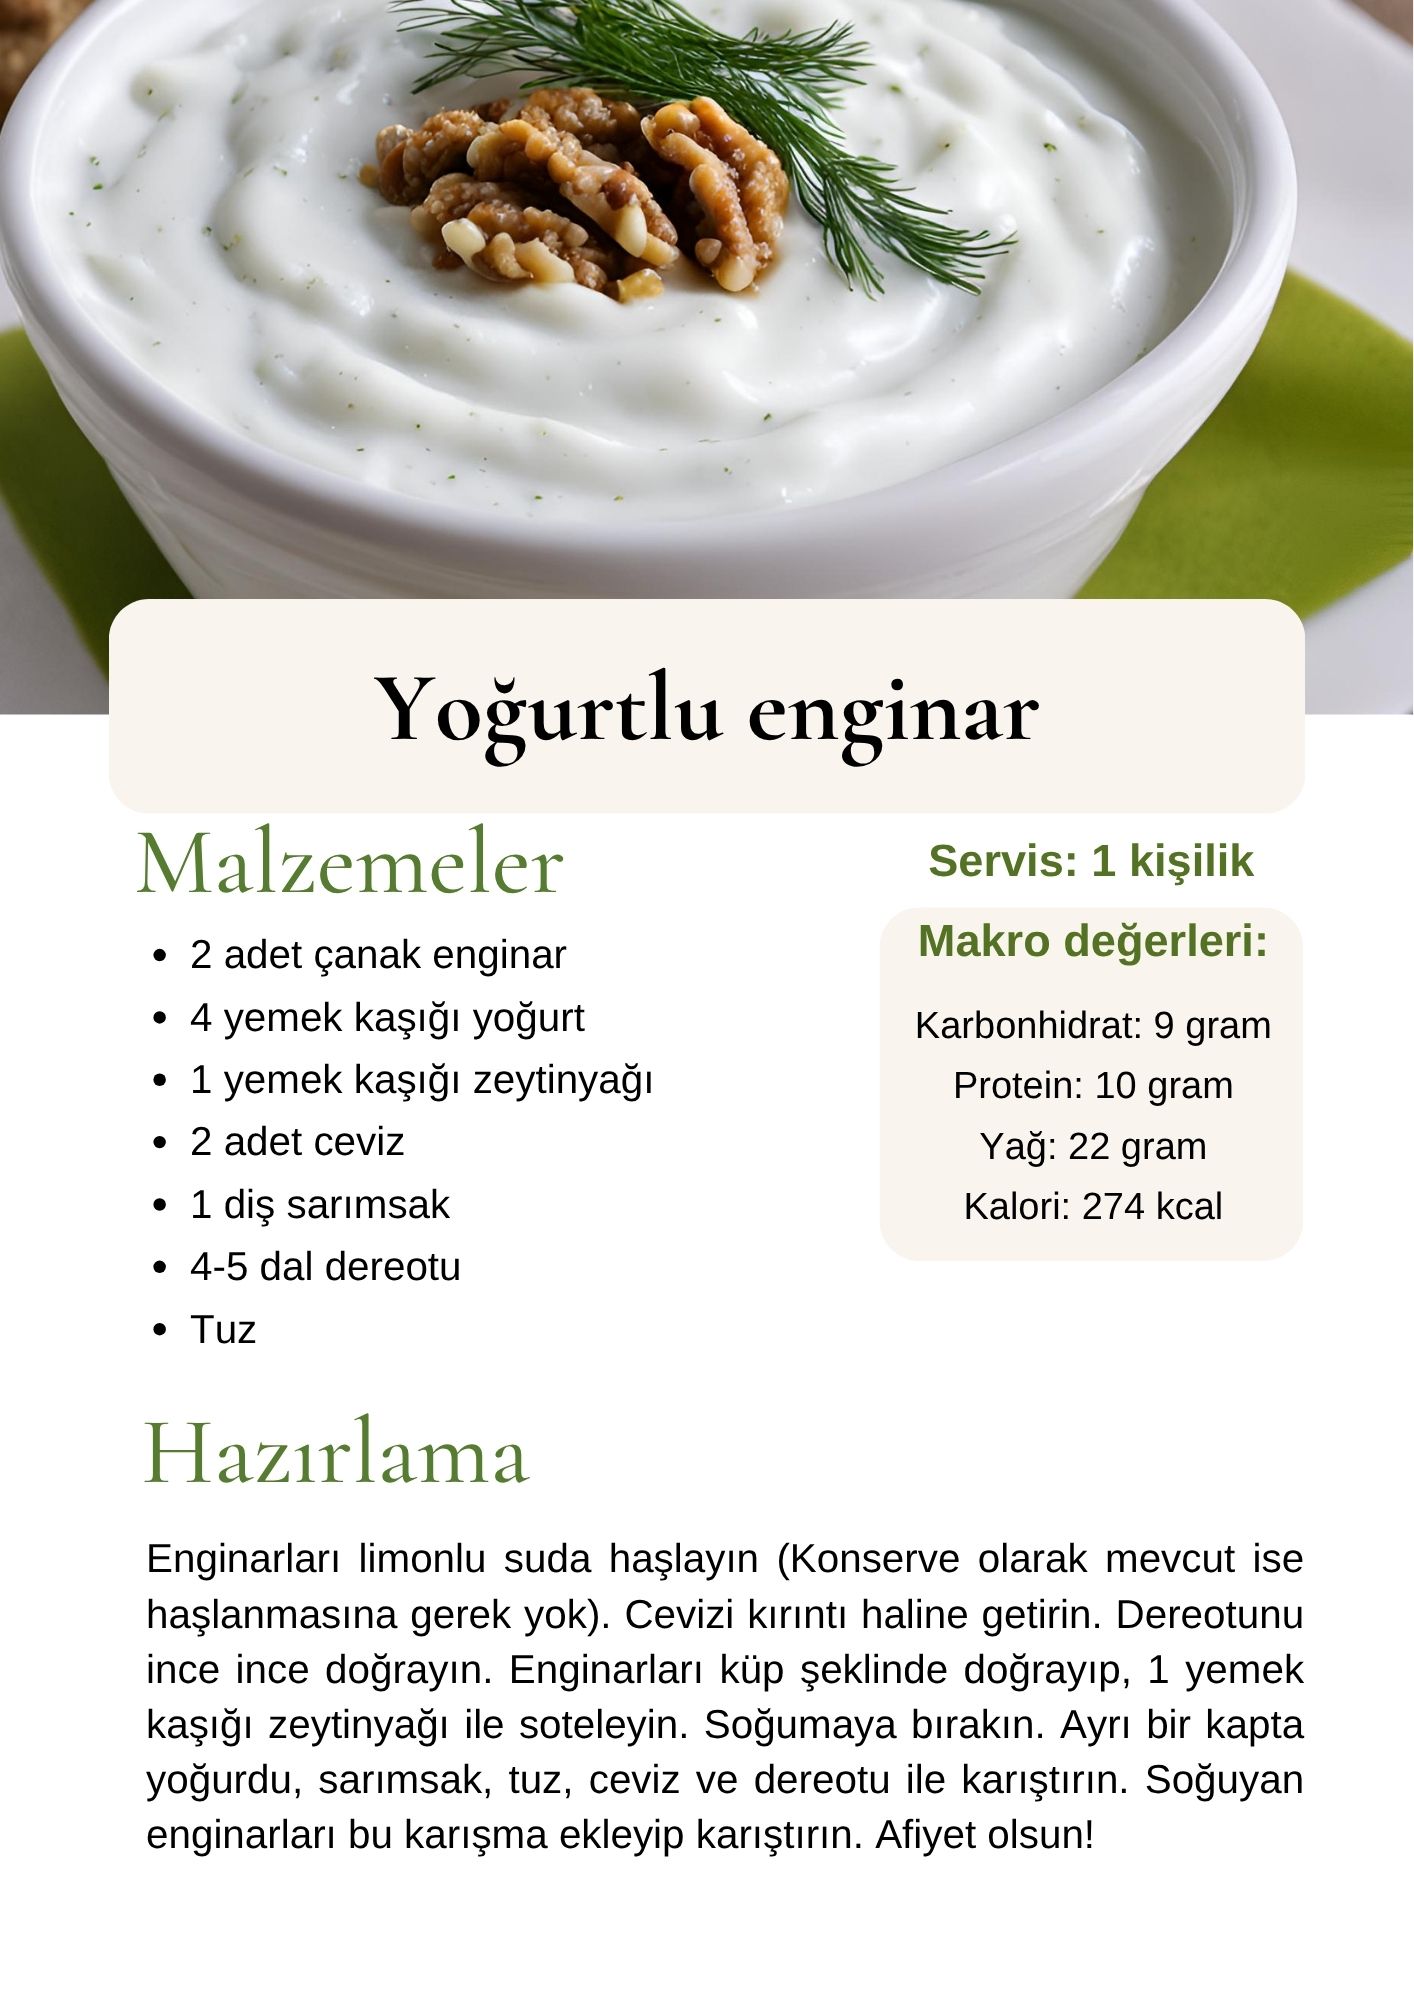 Yoğurtlu enginar
Malzemeler
2 adet çanak enginar
4 yemek kaşığı yoğurt
1 yemek kaşığı zeytinyağı
2 adet ceviz
1 diş sarımsak
4-5 dal dereotu
Tuz
Servis: 1 kişilik
Makro değerleri:
Karbonhidrat: 9 gram
Protein: 10 gram
Yağ: 22 gram
Kalori: 274 kcal
Hazırlama
Enginarları limonlu suda haşlayın (Konserve olarak mevcut ise
haşlanmasına gerek yok). Cevizi kırıntı haline getirin. Dereotunu
ince ince doğrayın. Enginarları küp şeklinde doğrayıp, 1 yemek
kaşığı zeytinyağı ile soteleyin. Soğumaya bırakın. Ayrı bir kapta
yoğurdu, sarımsak, tuz, ceviz ve dereotu ile karıştırın. Soğuyan
enginarları bu karışma ekleyip karıştırın. Afiyet olsun!